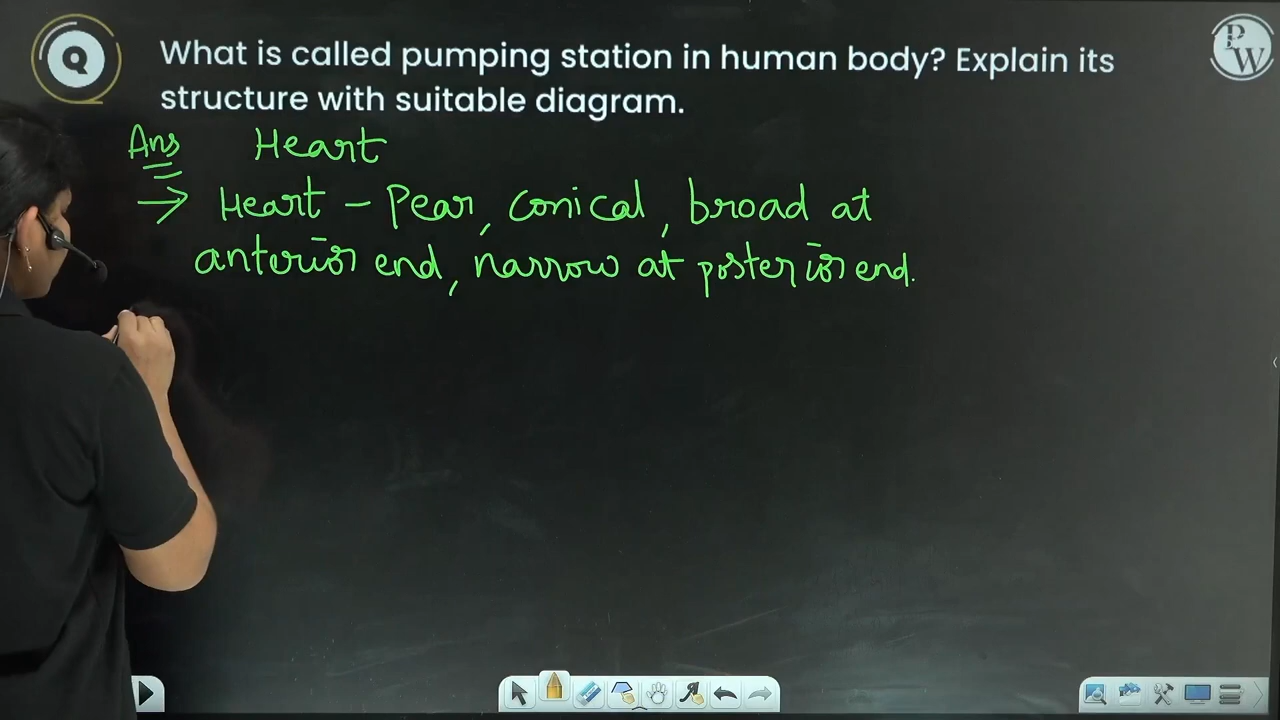 Q
What is called pumping station in human body? Explain its
structure with suitable diagram.
PW
Ans Heart
→ Heart – Pear, conical, broad at
anterior end, narrow at posterior end.